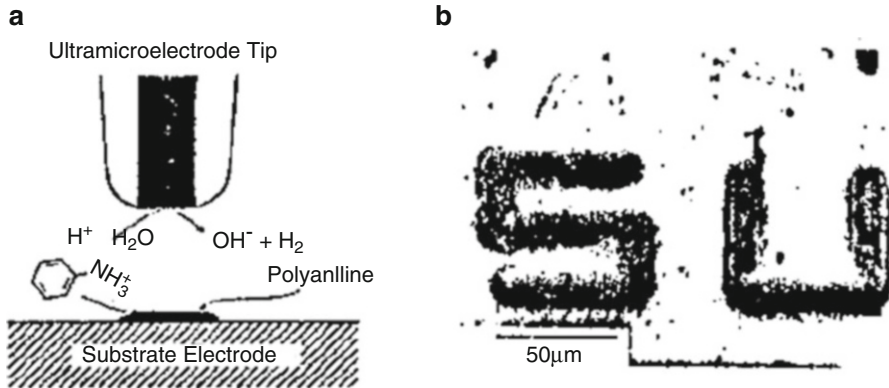 a
Ultramicroelectrode Tip
H⁺ H₂O OH⁻ + H₂
NH₃⁺
Polyanlline
Substrate Electrode
b
50μm